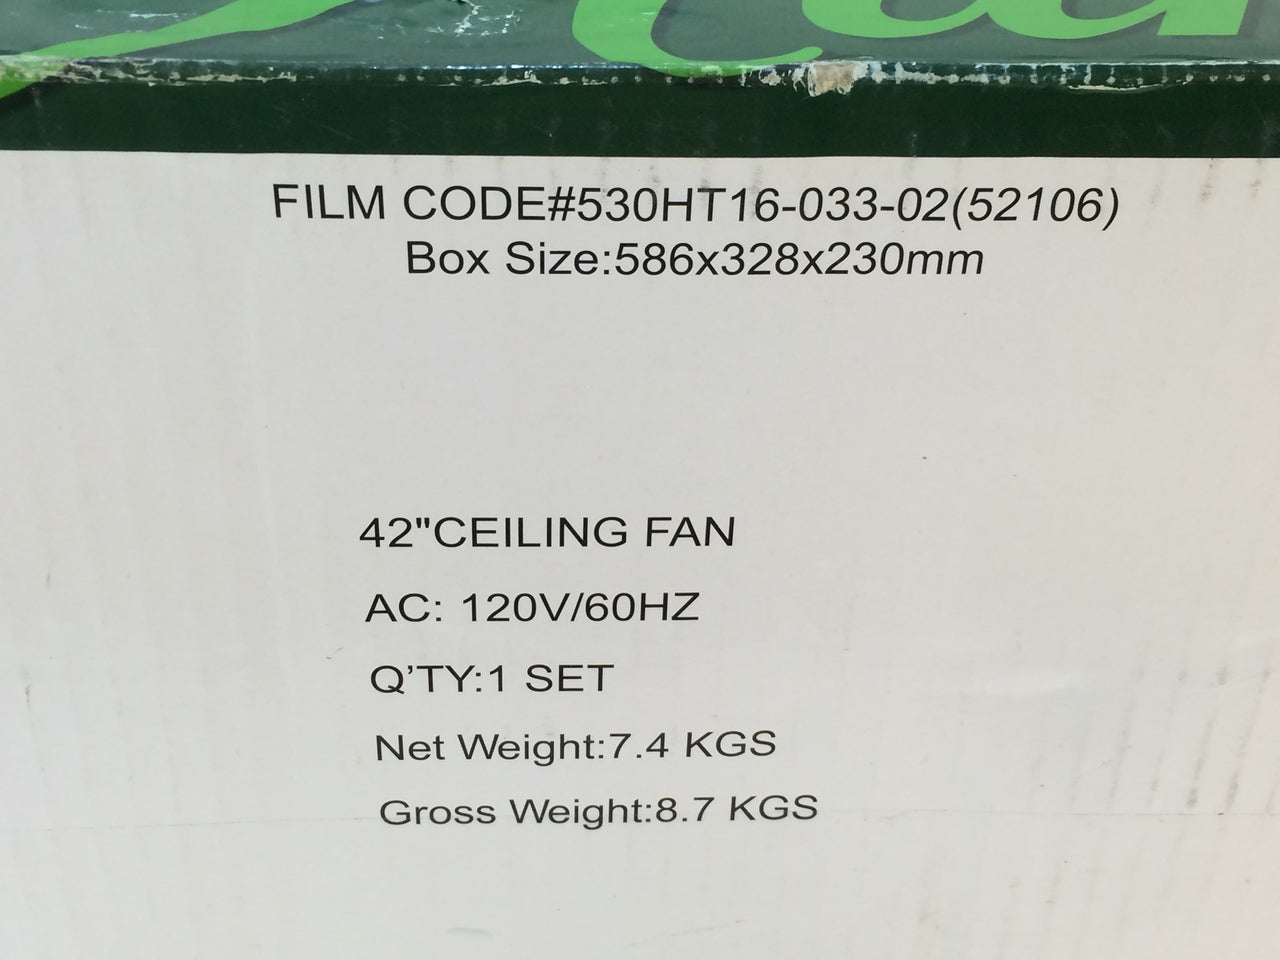 FILM CODE#530HT16-033-02(52106)
Box Size:586x328x230mm
42"CEILING FAN
AC: 120V/60HZ
Q’TY:1 SET
Net Weight:7.4 KGS
Gross Weight:8.7 KGS